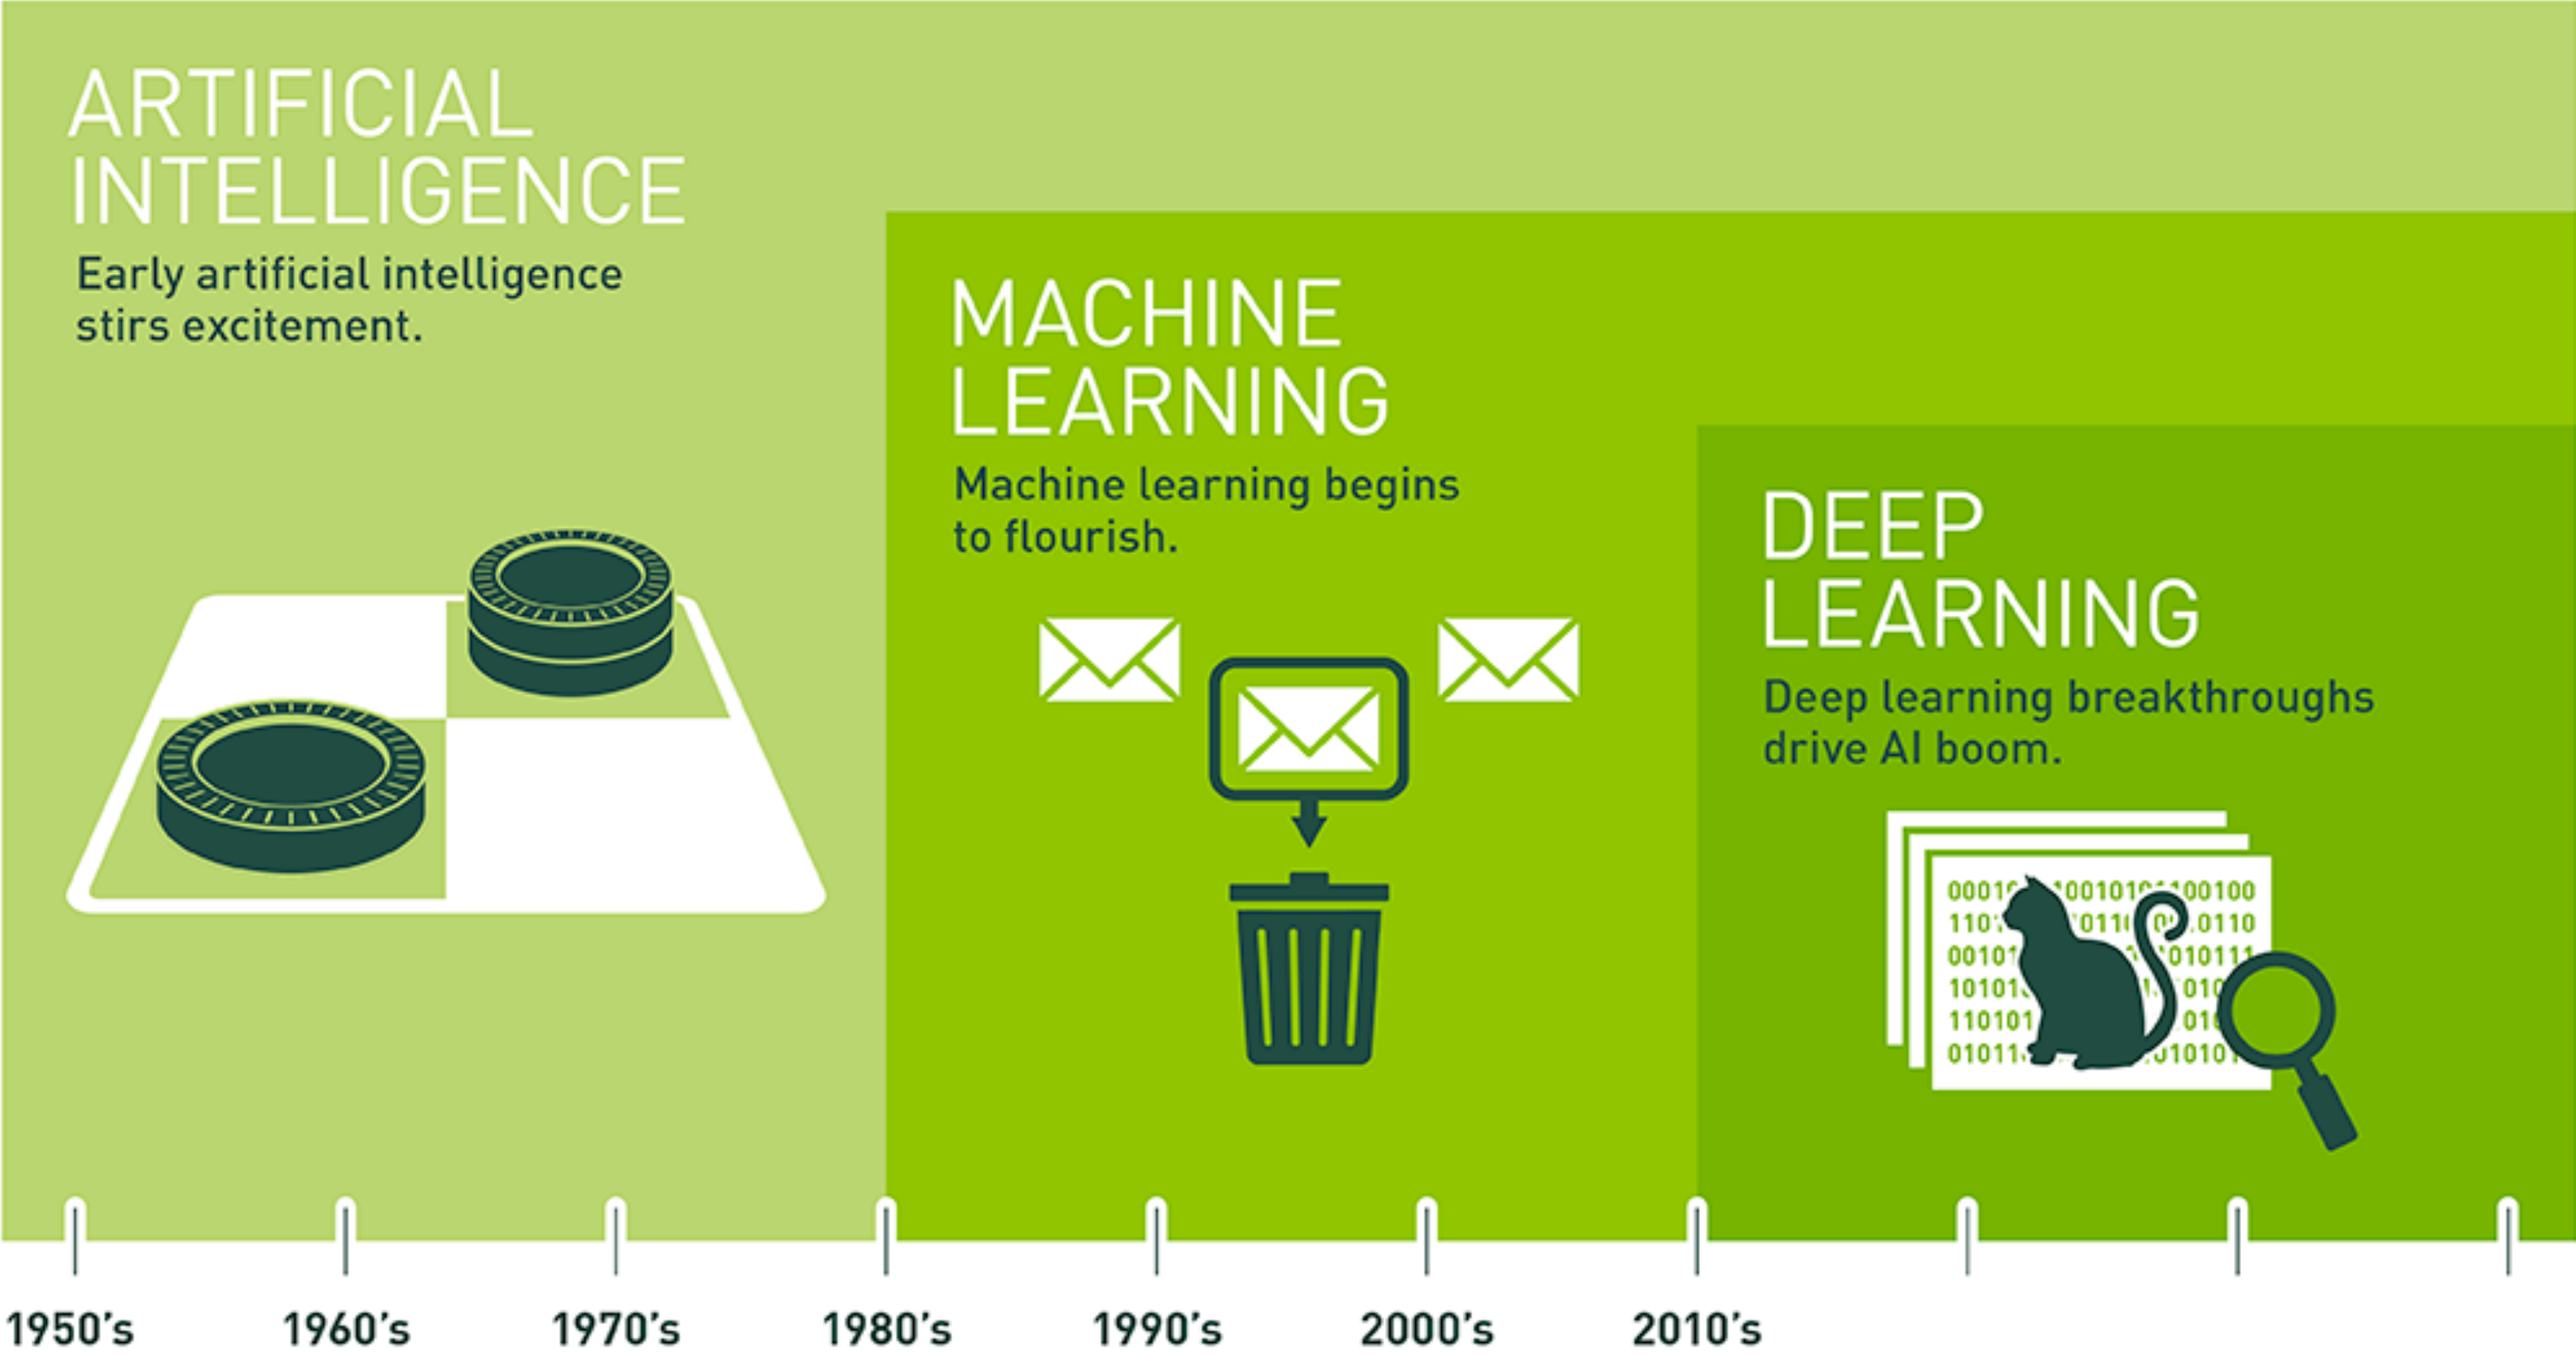 ARTIFICIAL
INTELLIGENCE
Early artificial intelligence
stirs excitement.
MACHINE
LEARNING
Machine learning begins
to flourish.
DEEP
LEARNING
Deep learning breakthroughs
drive AI boom.
1950's
1960's
1970's
1980's
1990's
2000's
2010's